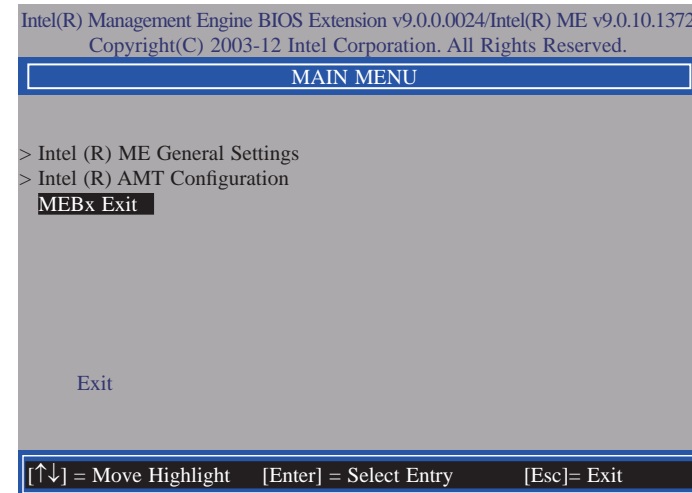 Intel(R) Management Engine BIOS Extension v9.0.0.0024/Intel(R) ME v9.0.10.1372
Copyright(C) 2003-12 Intel Corporation. All Rights Reserved.
MAIN MENU
> Intel (R) ME General Settings
> Intel (R) AMT Configuration
MEBx Exit
Exit
[↑↓] = Move Highlight [Enter] = Select Entry [Esc]= Exit